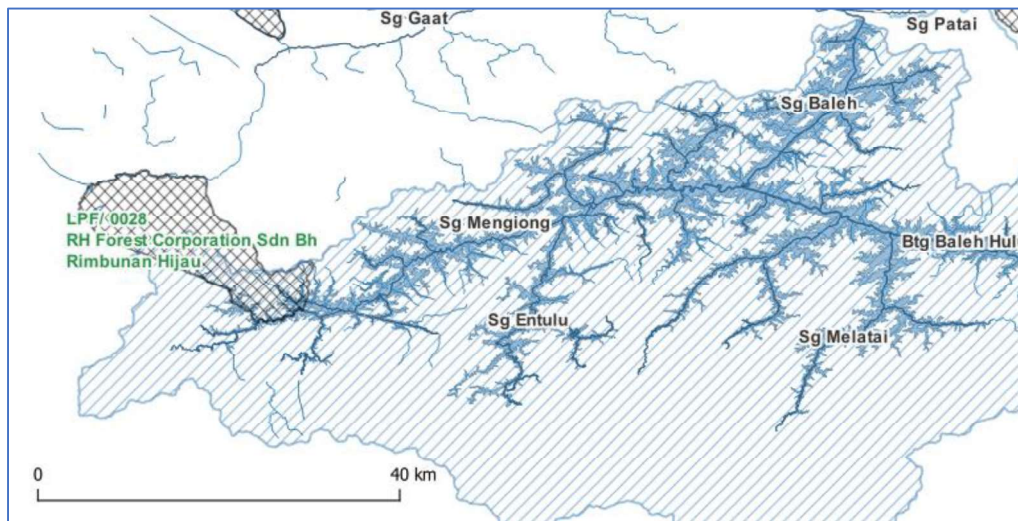 Sg Gaat
Sg Patai
Sg Baleh
LPF/ 0028
RH Forest Corporation Sdn Bh
Rimbunan Hijau
Sg Mengiong
Btg Baleh Hulu
Sg Entulu
Sg Melatai
0
40 km